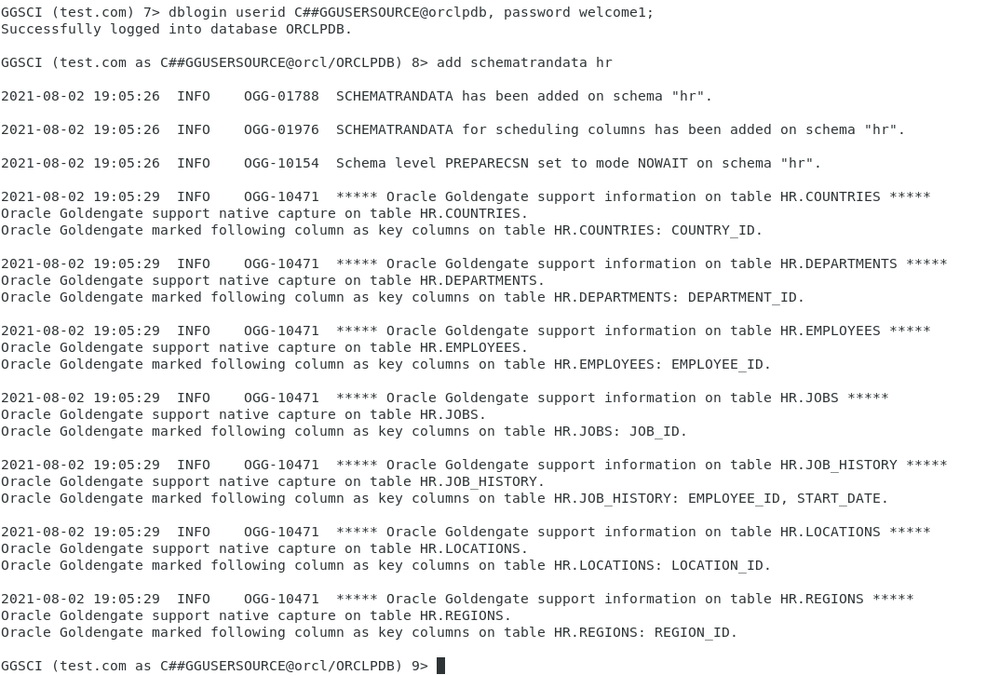 GGSCI (test.com) 7> dblogin userid C##GGUSERSOURCE@orclpdb, password welcome1;
Successfully logged into database ORCLPDB.
GGSCI (test.com as C##GGUSERSOURCE@orcl/ORCLPDB) 8> add schematrandata hr
2021-08-02 19:05:26  INFO    OGG-01788  SCHEMATRANDATA has been added on schema "hr".
2021-08-02 19:05:26  INFO    OGG-01976  SCHEMATRANDATA for scheduling columns has been added on schema "hr".
2021-08-02 19:05:26  INFO    OGG-10154  Schema level PREPARECSN set to mode NOWAIT on schema "hr".
2021-08-02 19:05:29  INFO    OGG-10471  ***** Oracle Goldengate support information on table HR.COUNTRIES *****
Oracle Goldengate support native capture on table HR.COUNTRIES.
Oracle Goldengate marked following column as key columns on table HR.COUNTRIES: COUNTRY_ID.
2021-08-02 19:05:29  INFO    OGG-10471  ***** Oracle Goldengate support information on table HR.DEPARTMENTS *****
Oracle Goldengate support native capture on table HR.DEPARTMENTS.
Oracle Goldengate marked following column as key columns on table HR.DEPARTMENTS: DEPARTMENT_ID.
2021-08-02 19:05:29  INFO    OGG-10471  ***** Oracle Goldengate support information on table HR.EMPLOYEES *****
Oracle Goldengate support native capture on table HR.EMPLOYEES.
Oracle Goldengate marked following column as key columns on table HR.EMPLOYEES: EMPLOYEE_ID.
2021-08-02 19:05:29  INFO    OGG-10471  ***** Oracle Goldengate support information on table HR.JOBS *****
Oracle Goldengate support native capture on table HR.JOBS.
Oracle Goldengate marked following column as key columns on table HR.JOBS: JOB_ID.
2021-08-02 19:05:29  INFO    OGG-10471  ***** Oracle Goldengate support information on table HR.JOB_HISTORY *****
Oracle Goldengate support native capture on table HR.JOB_HISTORY.
Oracle Goldengate marked following column as key columns on table HR.JOB_HISTORY: EMPLOYEE_ID, START_DATE.
2021-08-02 19:05:29  INFO    OGG-10471  ***** Oracle Goldengate support information on table HR.LOCATIONS *****
Oracle Goldengate support native capture on table HR.LOCATIONS.
Oracle Goldengate marked following column as key columns on table HR.LOCATIONS: LOCATION_ID.
2021-08-02 19:05:29  INFO    OGG-10471  ***** Oracle Goldengate support information on table HR.REGIONS *****
Oracle Goldengate support native capture on table HR.REGIONS.
Oracle Goldengate marked following column as key columns on table HR.REGIONS: REGION_ID.
GGSCI (test.com as C##GGUSERSOURCE@orcl/ORCLPDB) 9>